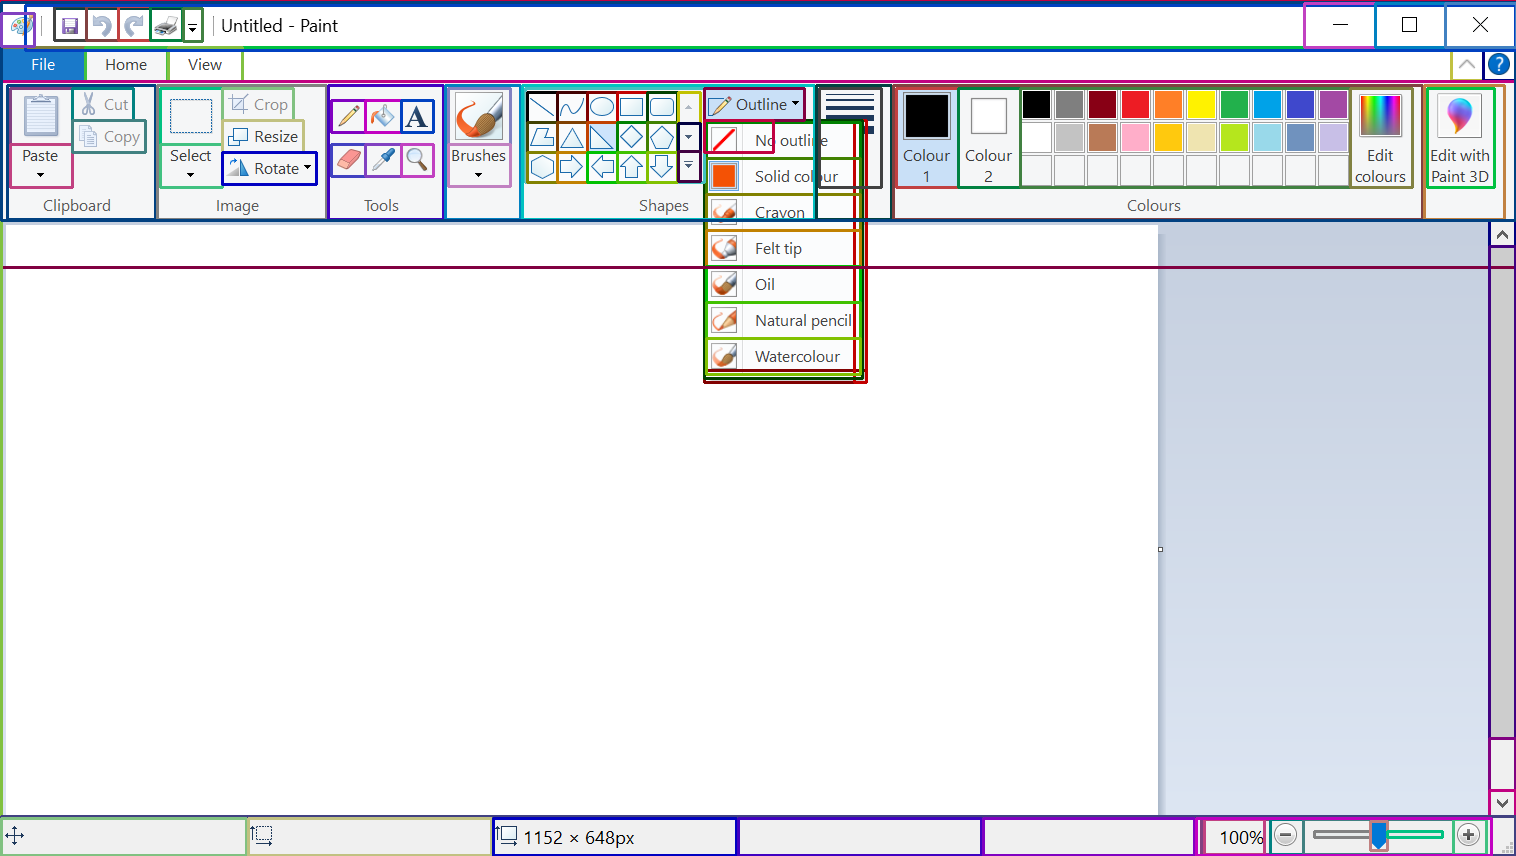 Untitled - Paint
File
Home
View
Paste
Cut
Copy
Clipboard
Select
Crop
Resize
Rotate
Image
A
Tools
Brushes
Shapes
Outline
No outline
Solid colour
Crayon
Felt tip
Oil
Natural pencil
Watercolour
Colour
1
Colour
2
Edit
colours
Colours
Edit with
Paint 3D
?
1152 × 648px
100%